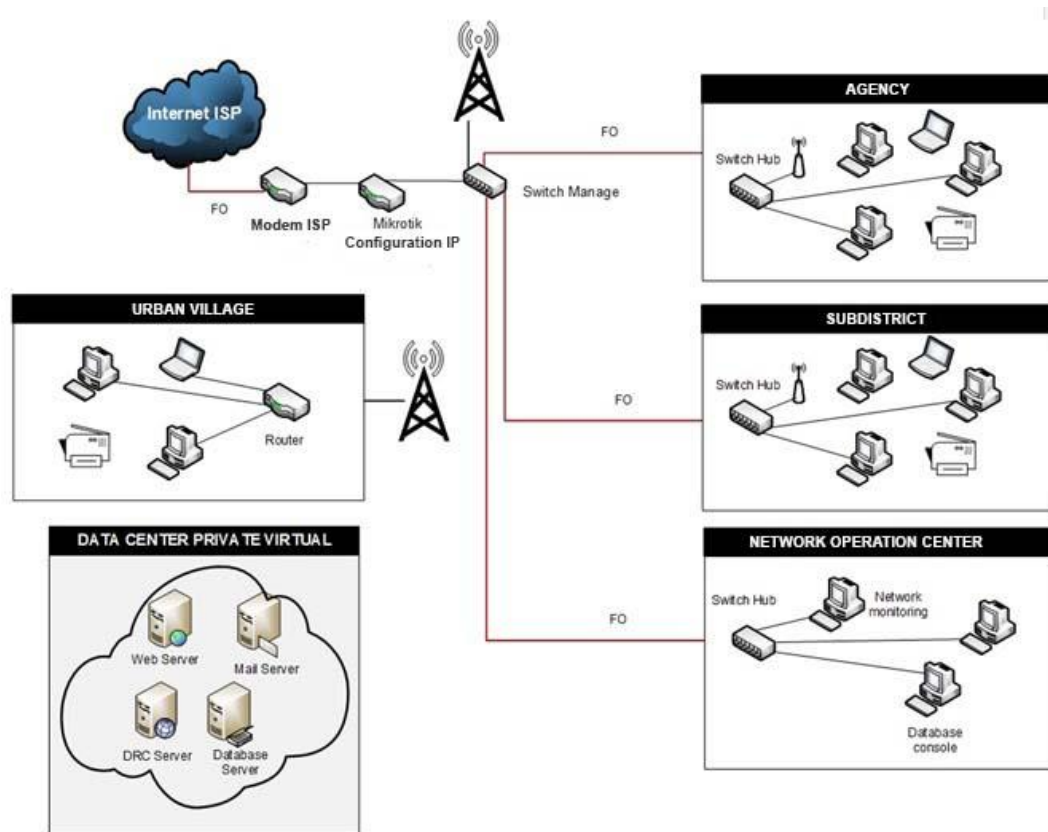 Internet ISP
FO
Modem ISP
Mikrotik
Configuration IP
Switch Manage
FO
AGENCY
Switch Hub
URBAN VILLAGE
Router
FO
SUBDISTRICT
Switch Hub
DATA CENTER PRIVATE VIRTUAL
Web Server
Mail Server
DRC Server
Database
Server
FO
NETWORK OPERATION CENTER
Switch Hub
Network
monitoring
Database
console